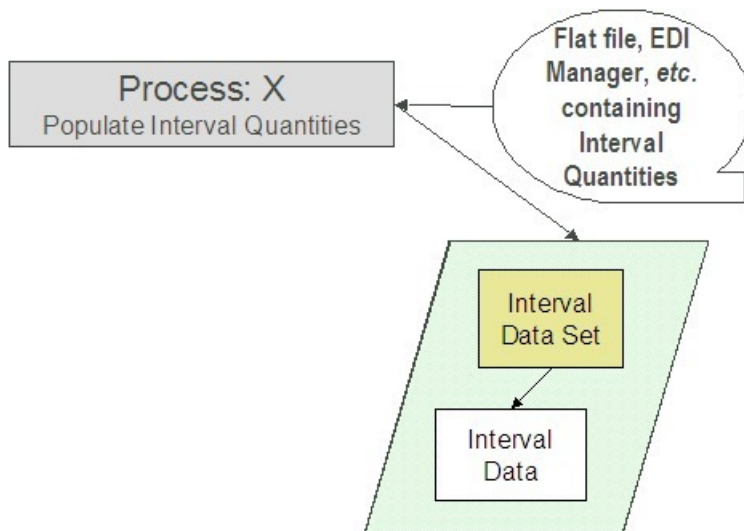 Process: X
Populate Interval Quantities
Flat file, EDI
Manager, etc.
containing
Interval
Quantities
Interval
Data Set
Interval
Data